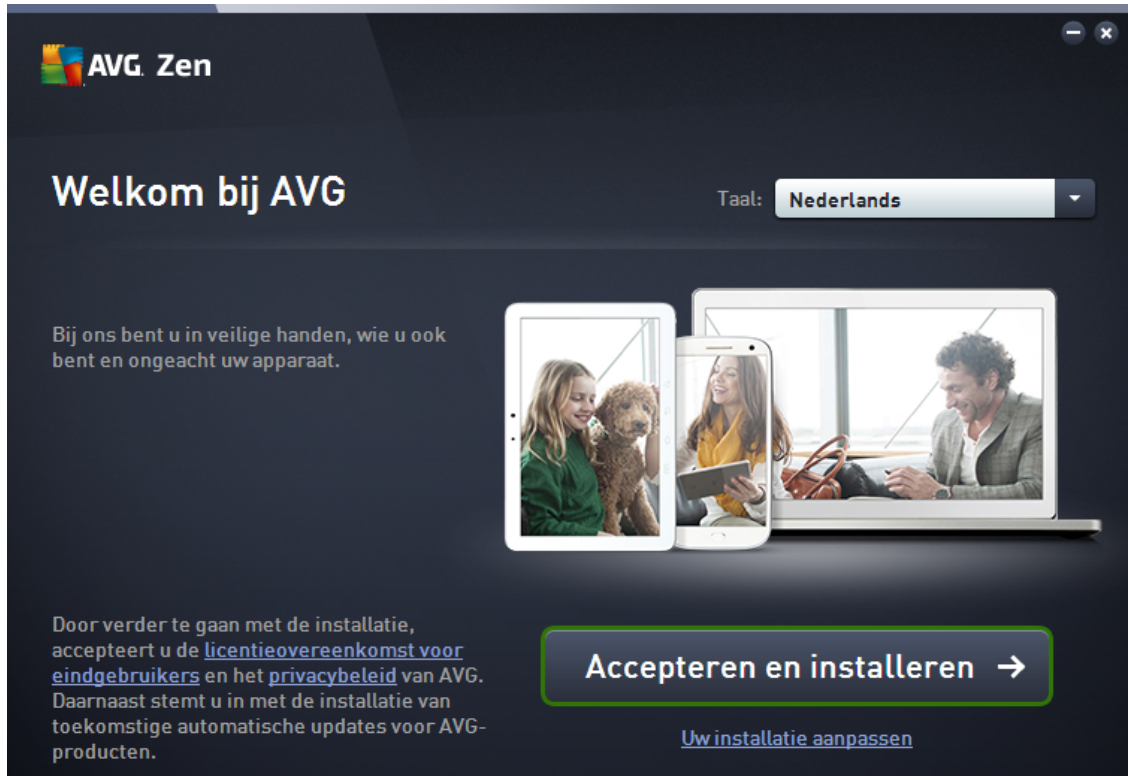 AVG Zen
Welkom bij AVG
Taal: Nederlands
Bij ons bent u in veilige handen, wie u ook
bent en ongeacht uw apparaat.
Door verder te gaan met de installatie,
accepteert u de licentieovereenkomst voor
eindgebruikers en het privacybeleid van AVG.
Daarnaast stemt u in met de installatie van
toekomstige automatische updates voor AVG-
producten.
Accepteren en installeren →
Uw installatie aanpassen